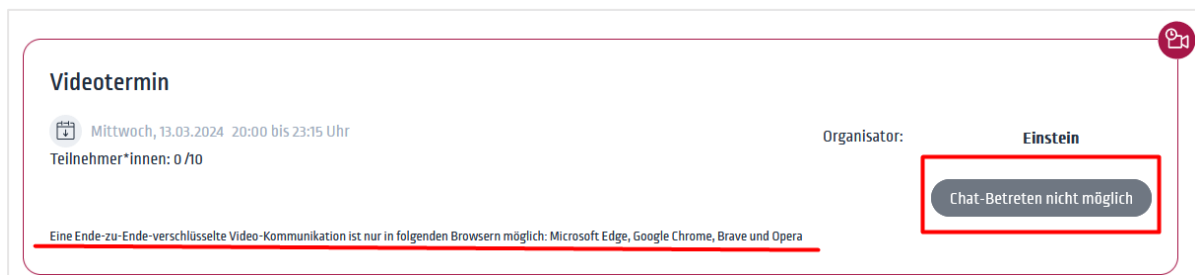 Videotermin
Mittwoch, 13.03.2024 20:00 bis 23:15 Uhr
Teilnehmer*innen: 0 /10
Organisator:
Einstein
Chat-Betreten nicht möglich
Eine Ende-zu-Ende-verschlüsselte Video-Kommunikation ist nur in folgenden Browsern möglich: Microsoft Edge, Google Chrome, Brave und Opera